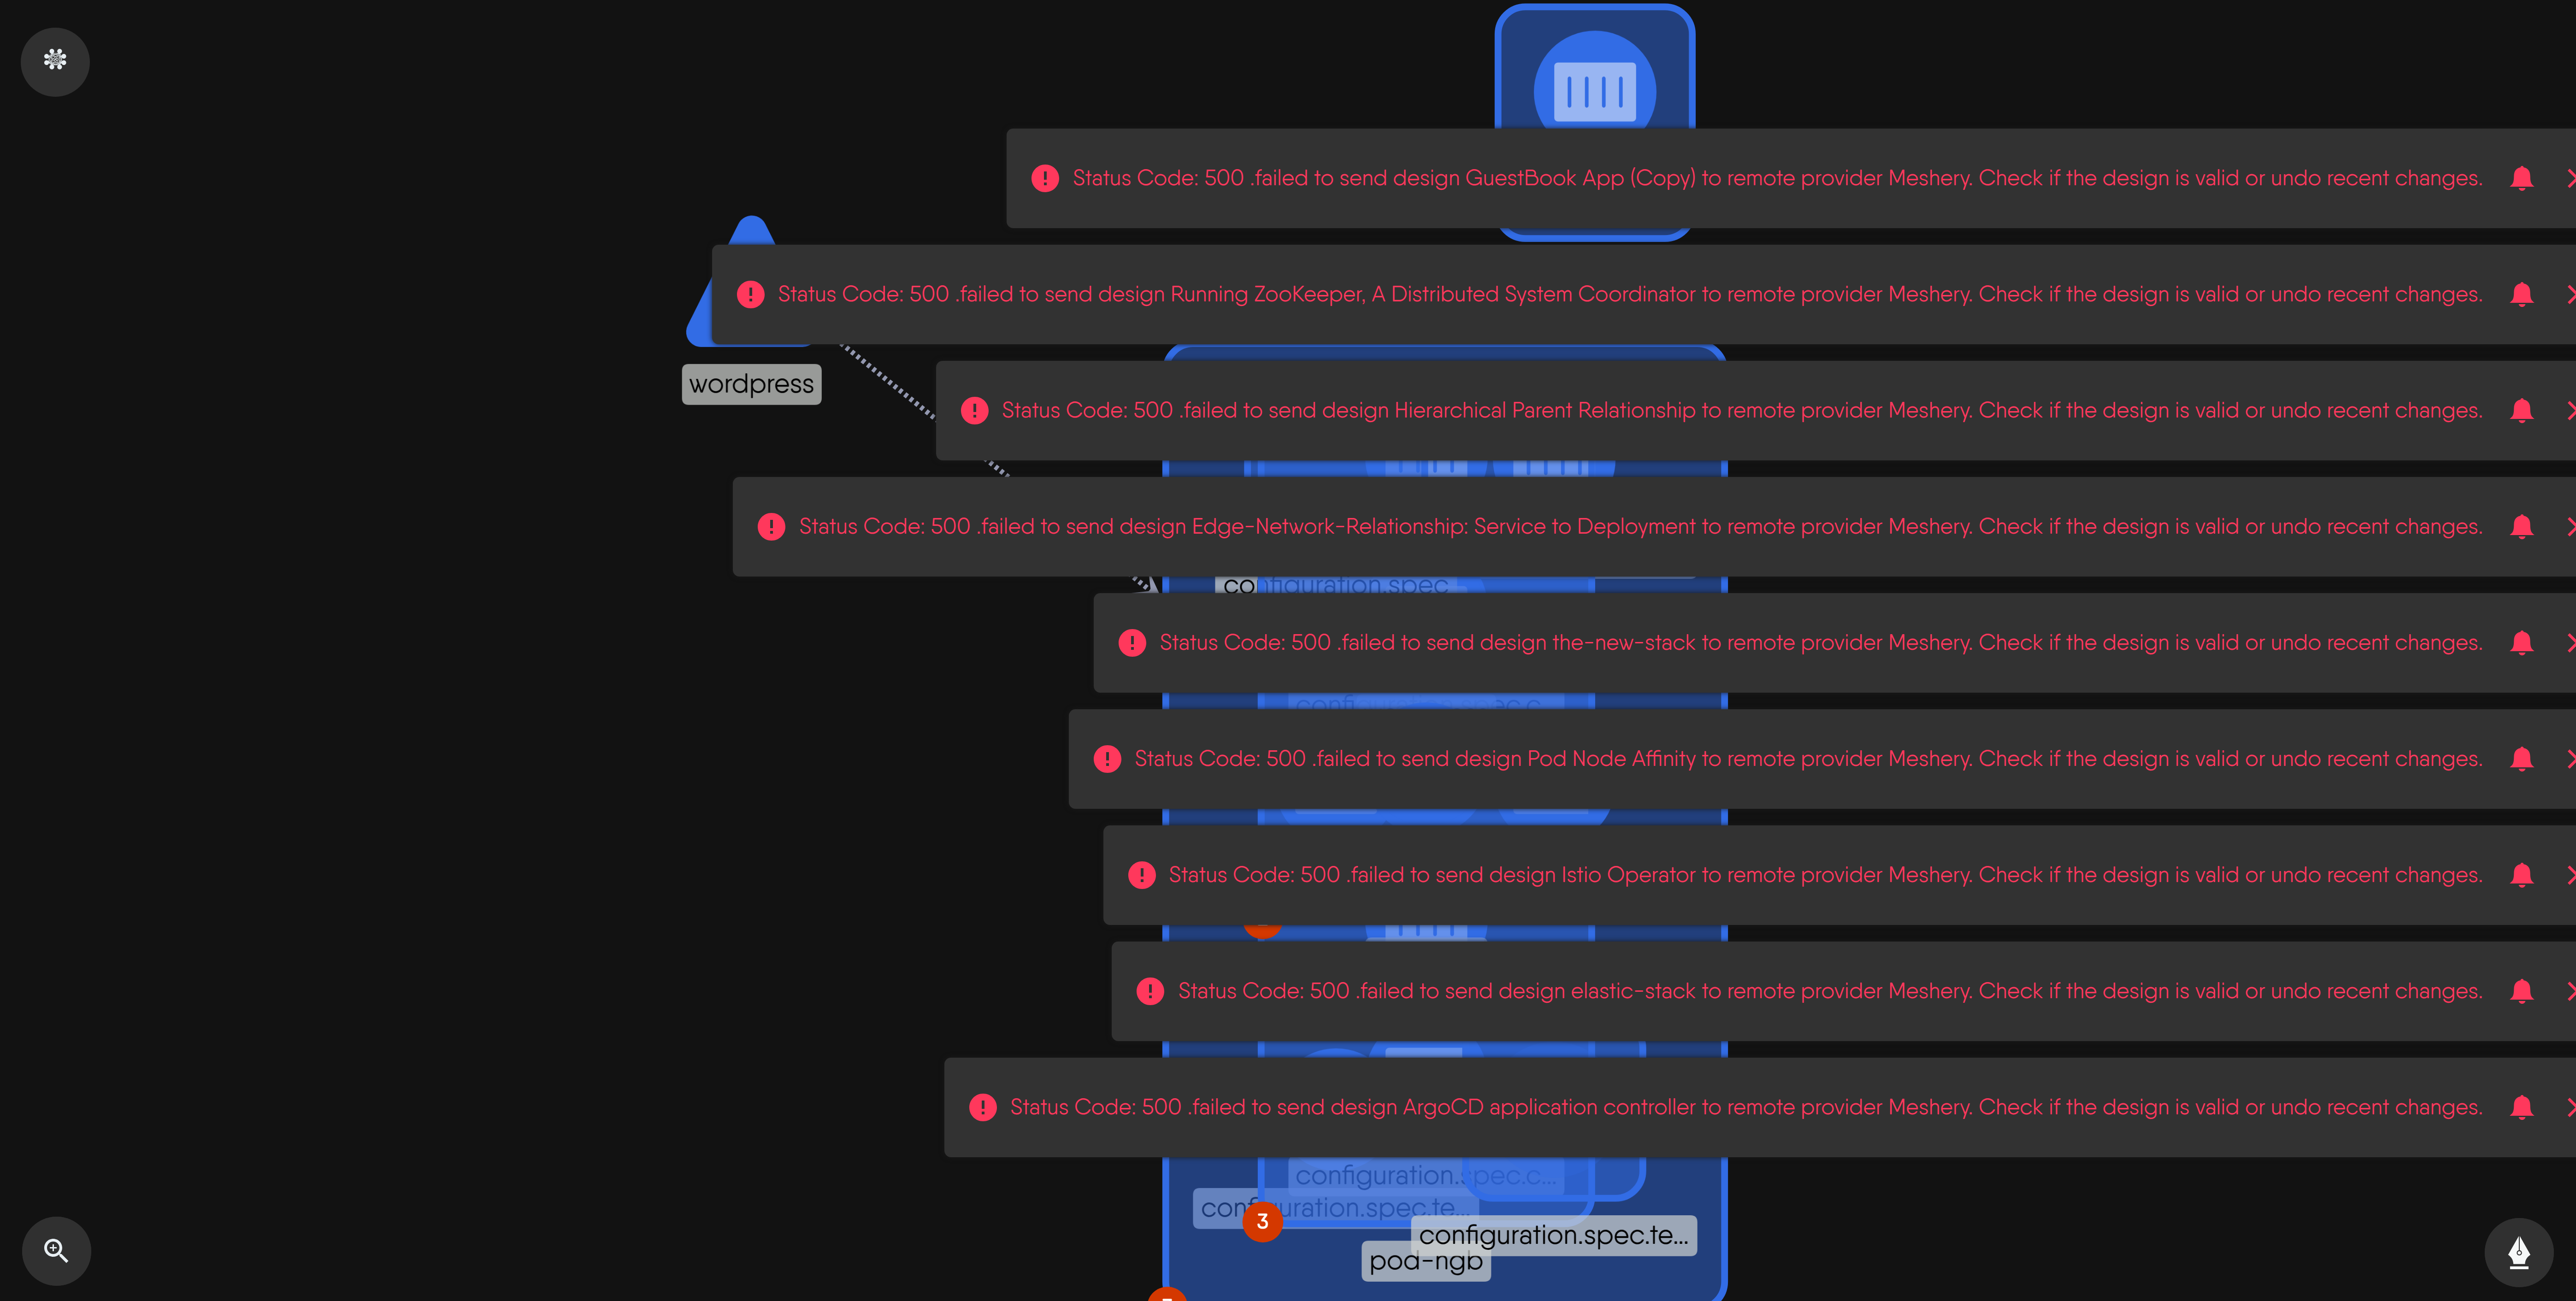 Status Code: 500 .failed to send design GuestBook App (Copy) to remote provider Meshery. Check if the design is valid or undo recent changes.
Status Code: 500 .failed to send design Running ZooKeeper, A Distributed System Coordinator to remote provider Meshery. Check if the design is valid or undo recent changes.
wordpress
Status Code: 500 .failed to send design Hierarchical Parent Relationship to remote provider Meshery. Check if the design is valid or undo recent changes.
Status Code: 500 .failed to send design Edge-Network-Relationship: Service to Deployment to remote provider Meshery. Check if the design is valid or undo recent changes.
configuration.spec
Status Code: 500 .failed to send design the-new-stack to remote provider Meshery. Check if the design is valid or undo recent changes.
Status Code: 500 .failed to send design Pod Node Affinity to remote provider Meshery. Check if the design is valid or undo recent changes.
Status Code: 500 .failed to send design Istio Operator to remote provider Meshery. Check if the design is valid or undo recent changes.
Status Code: 500 .failed to send design elastic-stack to remote provider Meshery. Check if the design is valid or undo recent changes.
Status Code: 500 .failed to send design ArgoCD application controller to remote provider Meshery. Check if the design is valid or undo recent changes.
configuration.spec.c...
configuration.spec.te...
3
configuration.spec.te...
pod-ngb